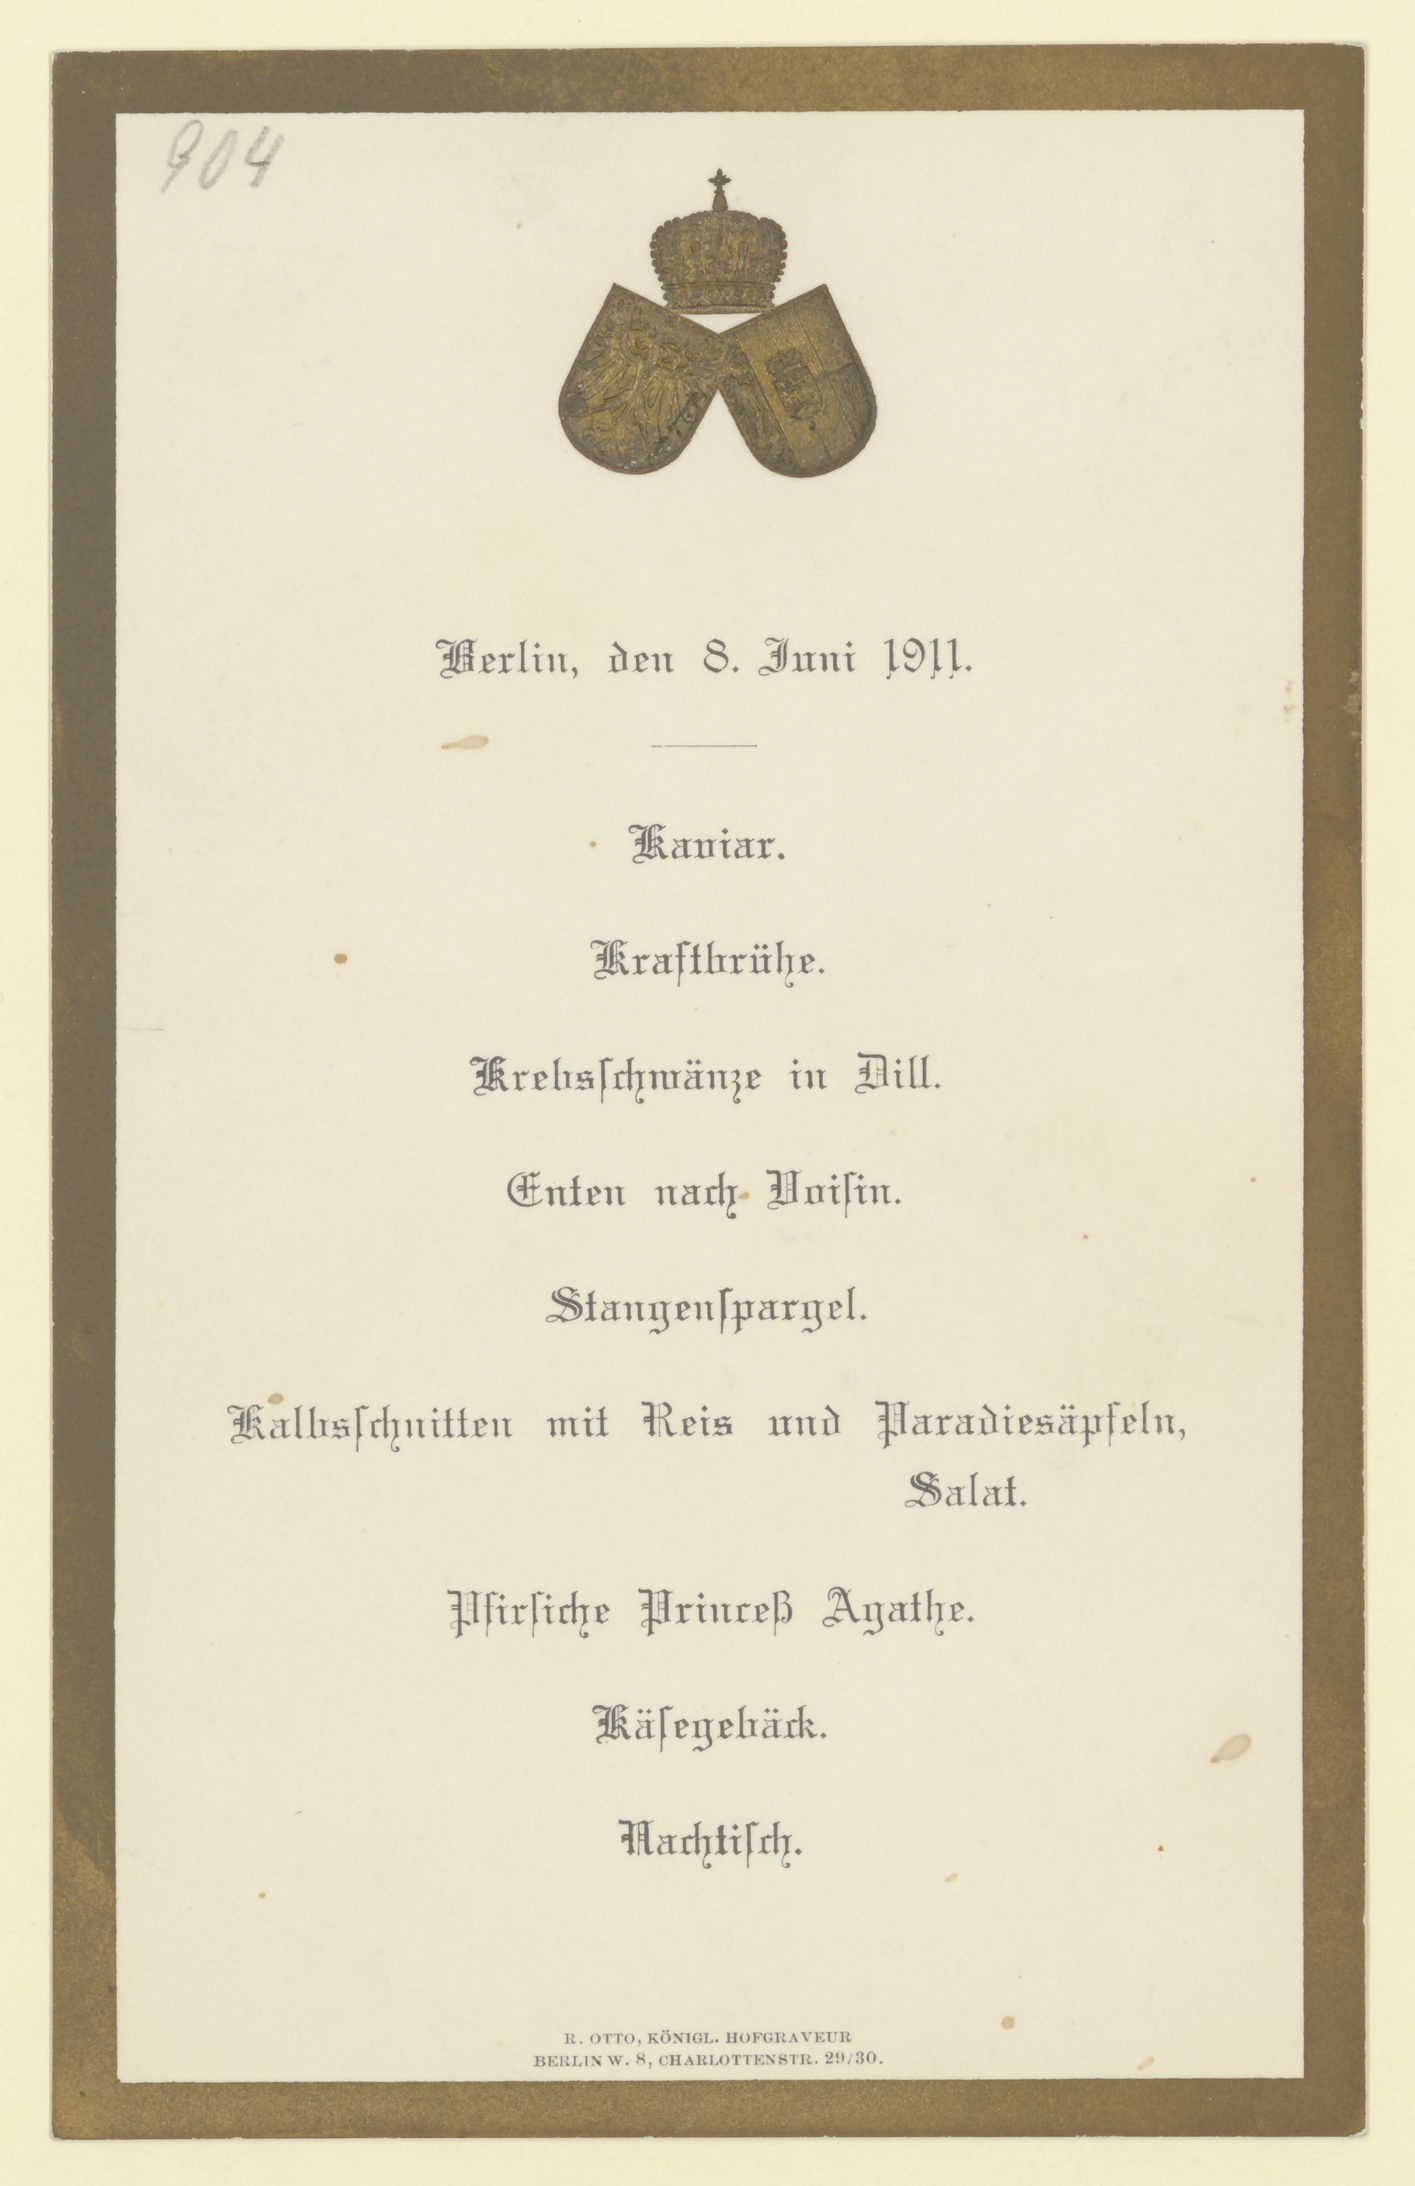 904
Berlin, den 8. Juni 1911.
Kaviar.
Kraftbrühe.
Krebsschwänze in Dill.
Enten nach Voisin.
Stangenspargel.
Kalbsschnitten mit Reis und Paradiesäpfeln,
Salat.
Pfirsiche Princeß Agathe.
Käsegebäck.
Nachtisch.
R. OTTO, KÖNIGL. HOFGRAVEUR
BERLIN W. 8, CHARLOTTENSTR. 29/30.